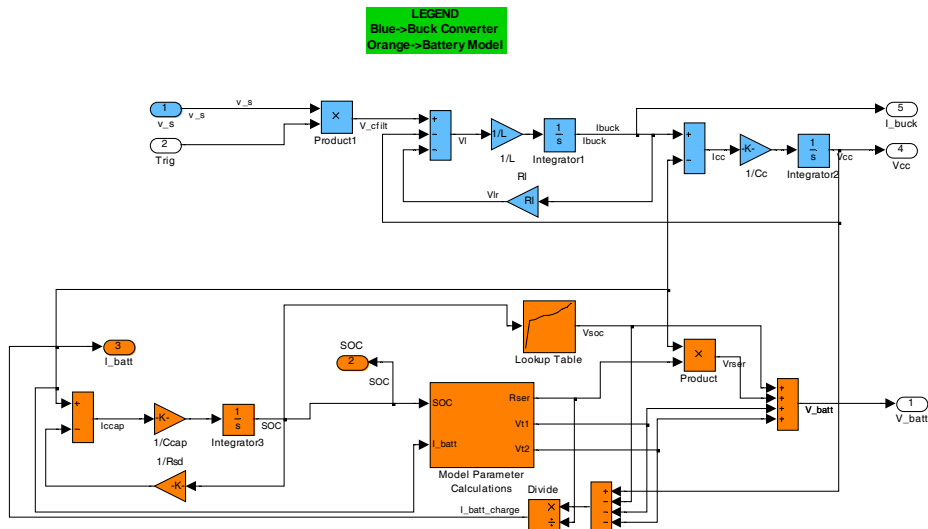 LEGEND
Blue->Buck Converter
Orange->Battery Model
1
v_s
v_s
v_s
2
Trig
×
Product1
V_cfilt
+
−
−
Vl
1/L
1/L
1
s
Integrator1
Ibuck
Ibuck
+
−
Icc
-K-
1/Cc
1
s
Integrator2
Vcc
5
I_buck
4
Vcc
Rl
Rl
Vlr
3
I_batt
SOC
2
SOC
Lookup Table
Vsoc
×
Product
Vrser
+
−
Iccap
-K-
1/Ccap
1
s
Integrator3
SOC
1/Rsd
-K-
SOC
I_batt
Rser
Vt1
Vt2
Model Parameter
Calculations
+
+
+
+
V_batt
1
V_batt
Divide
×
÷
I_batt_charge
+
−
−
−